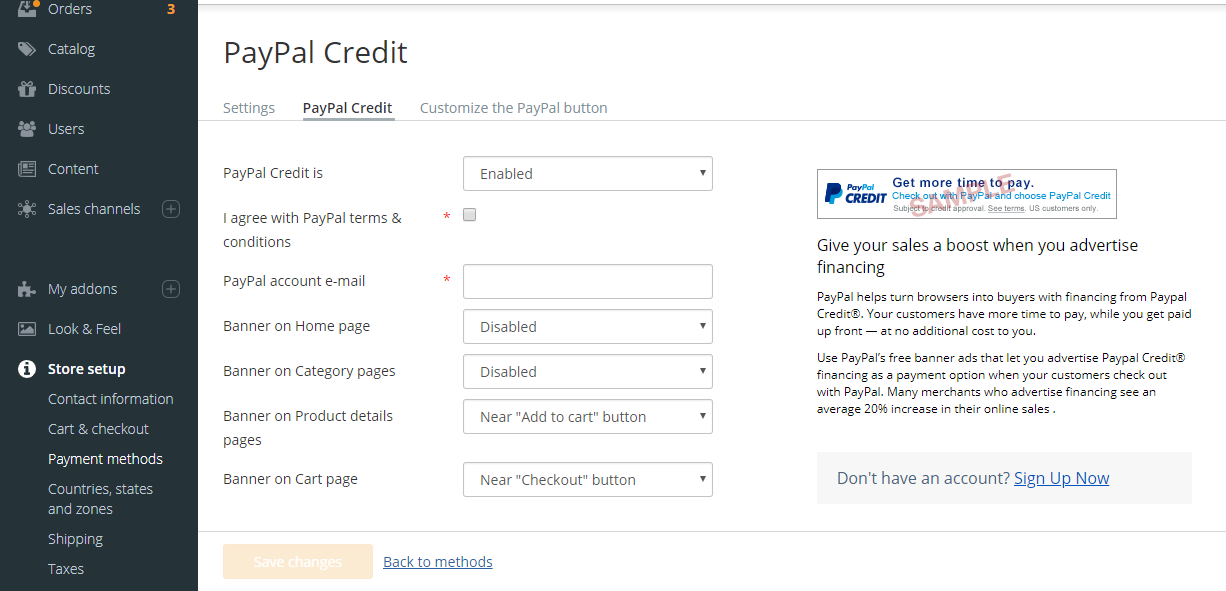 Orders 3
Catalog
Discounts
Users
Content
Sales channels
My addons
Look & Feel
Store setup
Contact information
Cart & checkout
Payment methods
Countries, states
and zones
Shipping
Taxes
PayPal Credit
Settings PayPal Credit Customize the PayPal button
PayPal Credit is Enabled
I agree with PayPal terms & *
conditions
PayPal account e-mail *
Banner on Home page Disabled
Banner on Category pages Disabled
Banner on Product details Near "Add to cart" button
pages
Banner on Cart page Near "Checkout" button
PayPal
CREDIT
Get more time to pay.
Check out with PayPal and choose PayPal Credit
Subject to credit approval. See terms. US customers only.
SAMPLE
Give your sales a boost when you advertise
financing
PayPal helps turn browsers into buyers with financing from Paypal
Credit®. Your customers have more time to pay, while you get paid
up front — at no additional cost to you.
Use PayPal's free banner ads that let you advertise Paypal Credit®
financing as a payment option when your customers check out
with PayPal. Many merchants who advertise financing see an
average 20% increase in their online sales .
Don't have an account? Sign Up Now
Save changes Back to methods